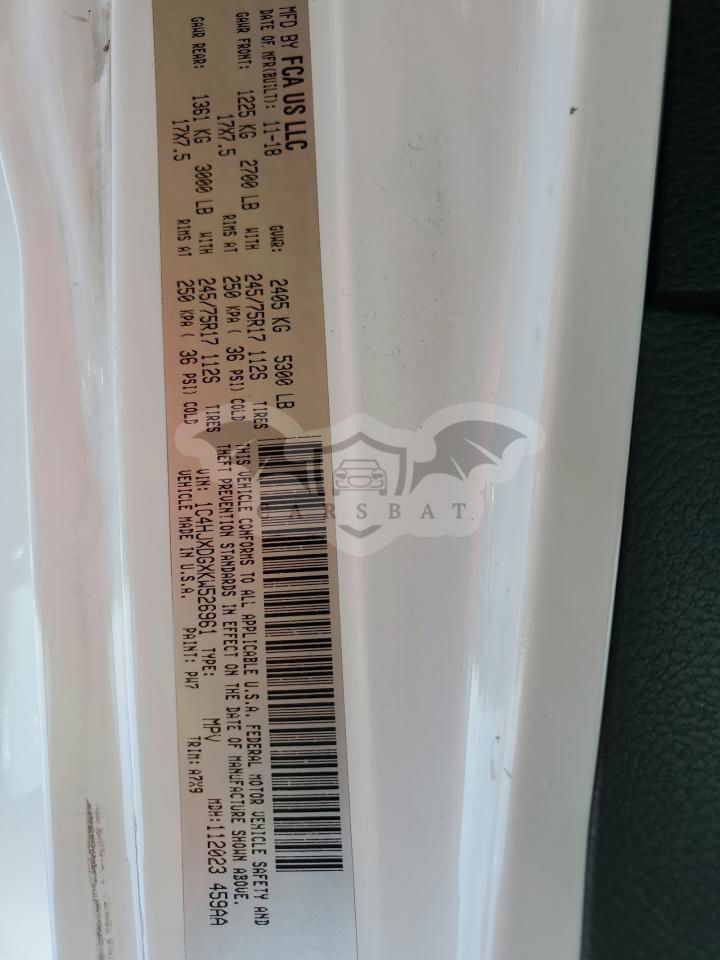 MFD BY FCA US LLC
DATE OF MFR(BUILT): 11-18 GVWR: 2405 KG 5300 LB
GAWR FRONT: 1225 KG 2700 LB WITH 245/75R17 112S TIRES
17X7.5 RIMS AT 250 KPA ( 36 PSI) COLD
GAWR REAR: 1361 KG 3000 LB WITH 245/75R17 112S TIRES
17X7.5 RIMS AT 250 KPA ( 36 PSI) COLD
THIS VEHICLE CONFORMS TO ALL APPLICABLE U.S.A. FEDERAL MOTOR VEHICLE SAFETY AND
THEFT PREVENTION STANDARDS IN EFFECT ON THE DATE OF MANUFACTURE SHOWN ABOVE.
VIN: 1C4HJXDGXKW526961 TYPE: MPV MDH:112023 459AA
VEHICLE MADE IN U.S.A. PAINT: PW7 TRIM: A7X9
CARSBAT